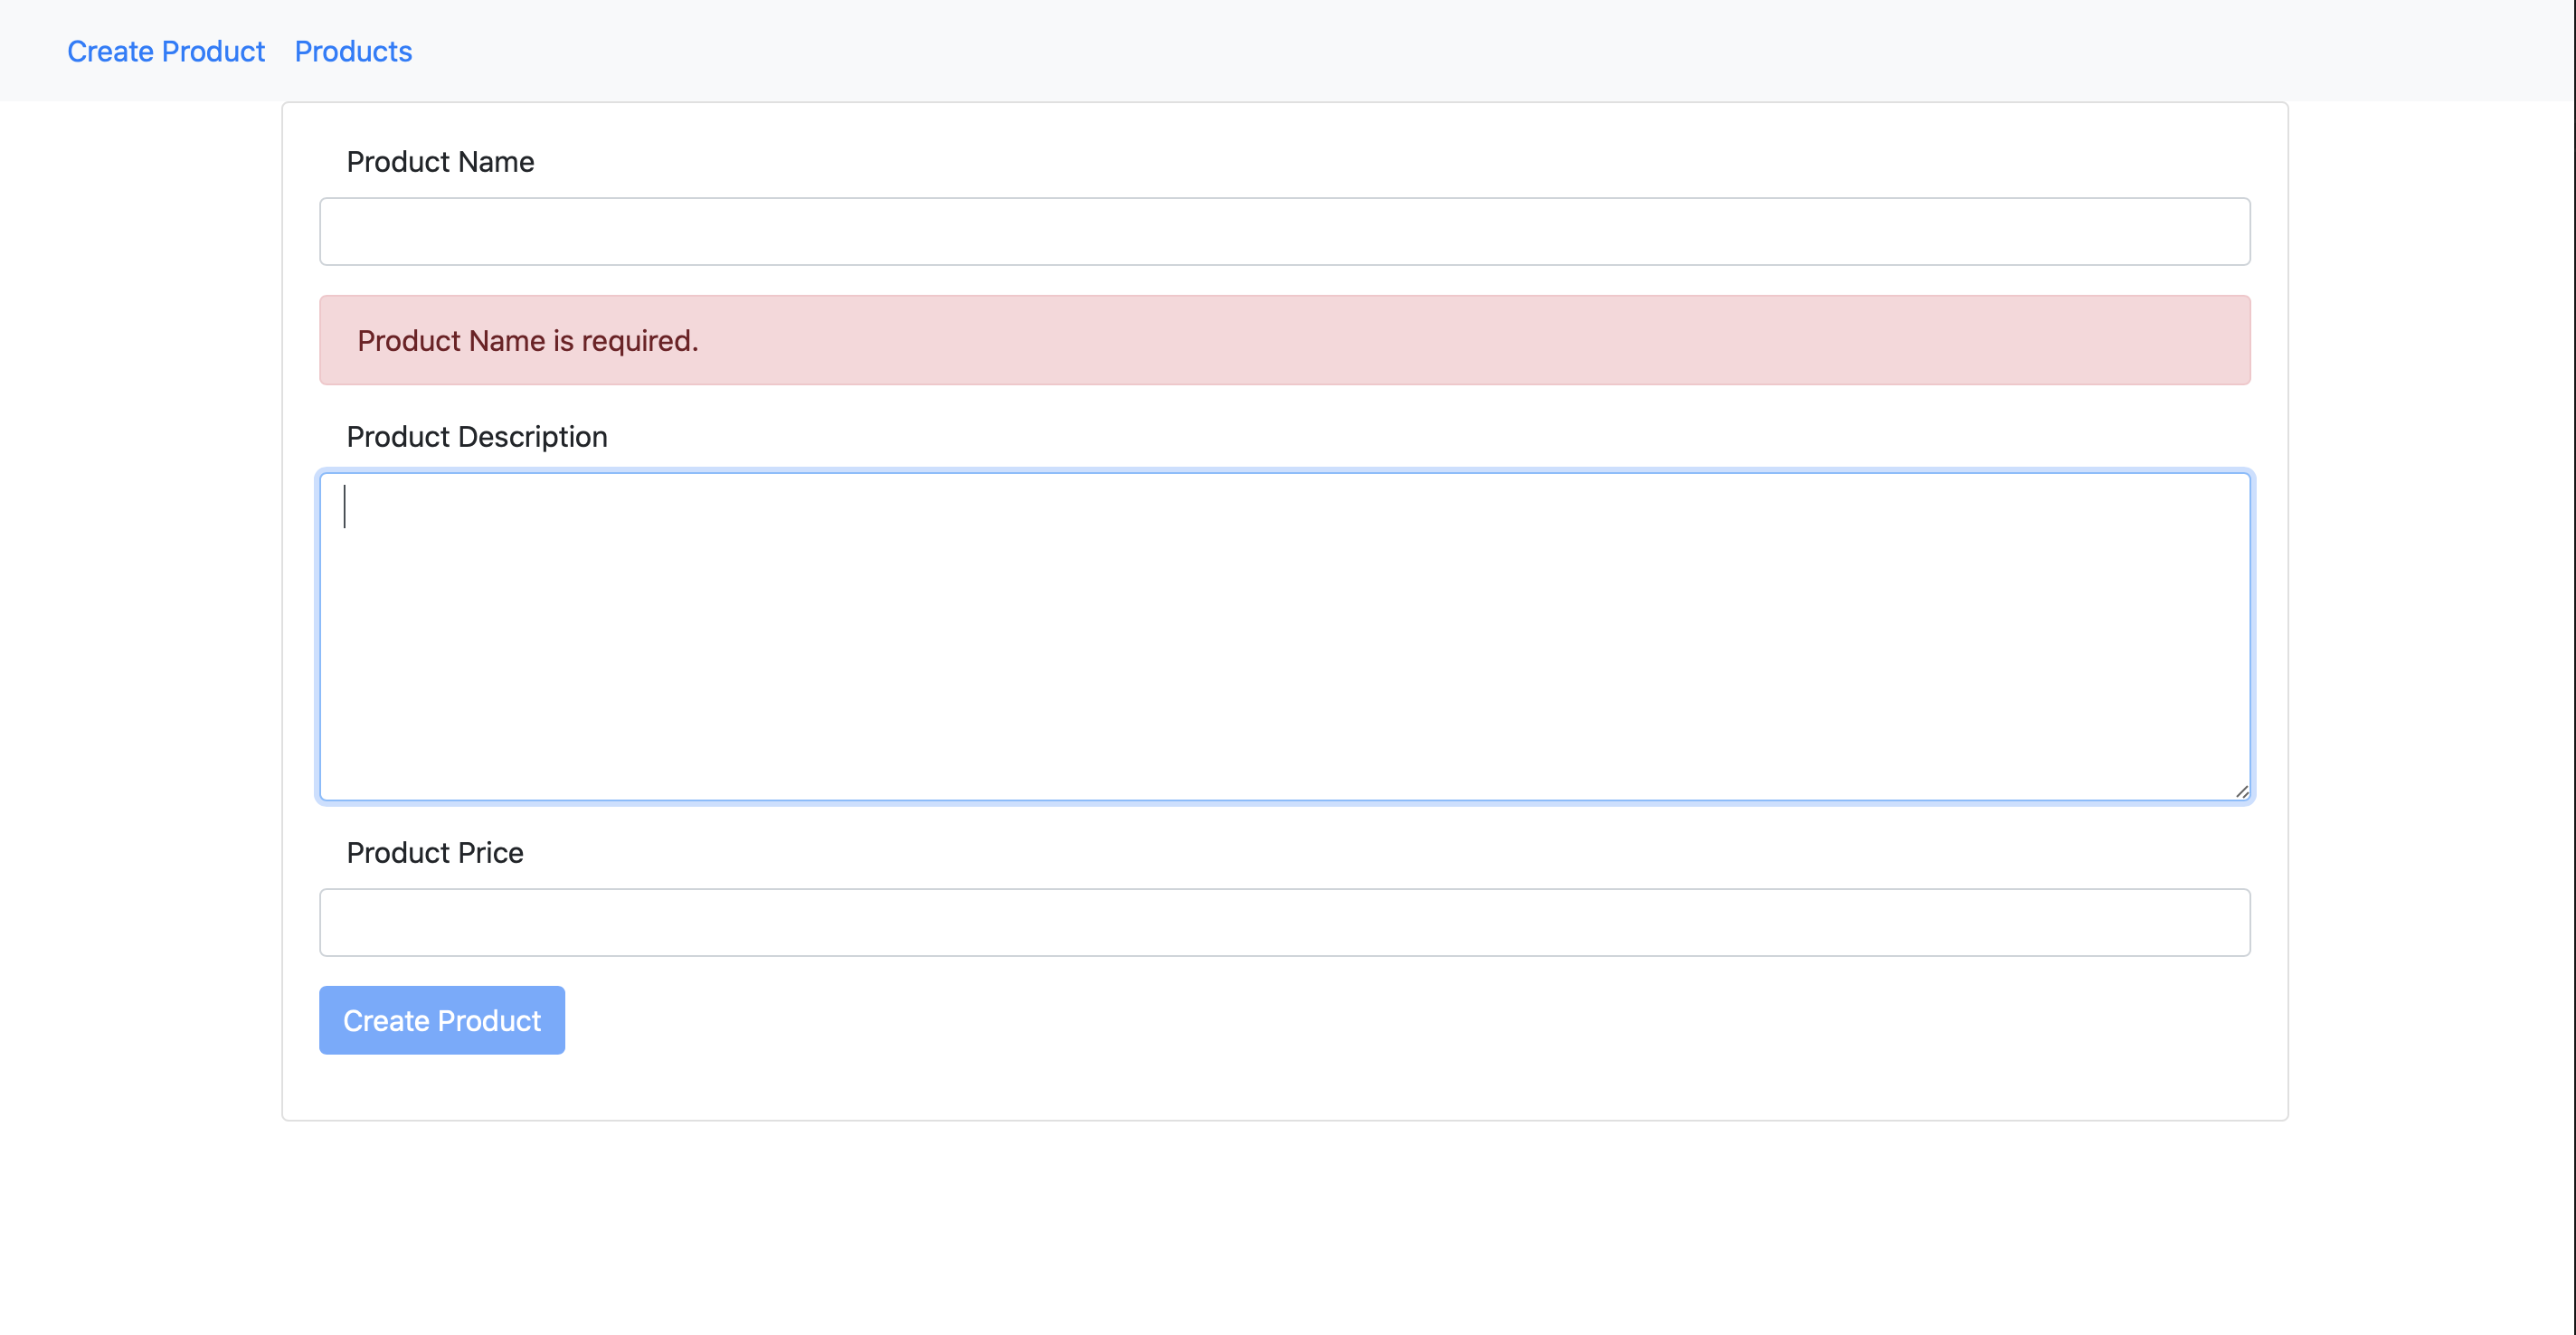 Create Product Products
Product Name
Product Name is required.
Product Description
Product Price
Create Product